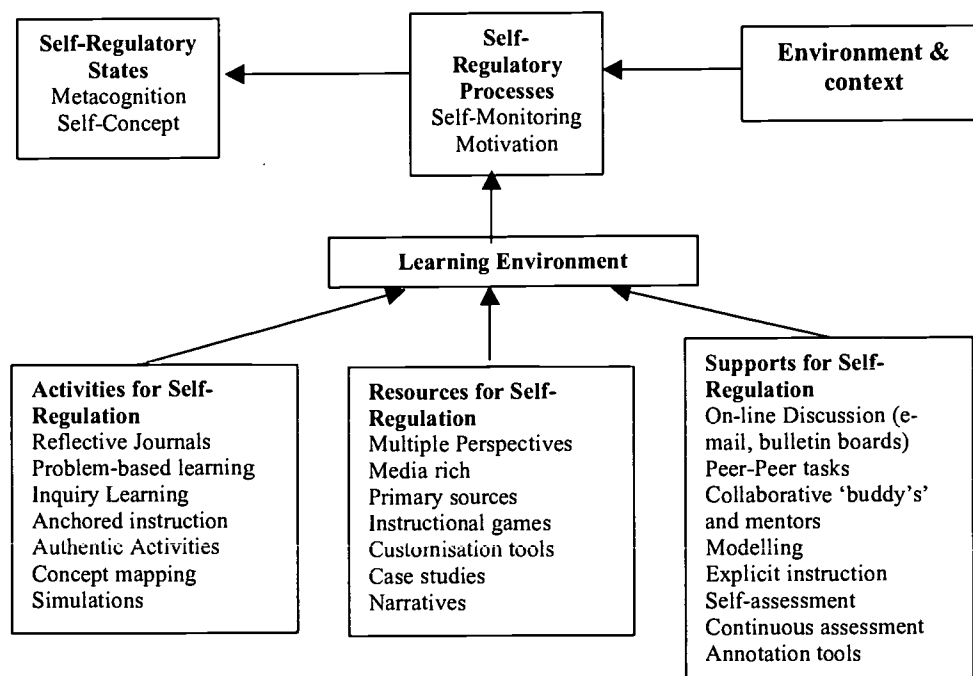 Self-Regulatory
States
Metacognition
Self-Concept
Self-
Regulatory
Processes
Self-Monitoring
Motivation
Environment &
context
Learning Environment
Activities for Self-
Regulation
Reflective Journals
Problem-based learning
Inquiry Learning
Anchored instruction
Authentic Activities
Concept mapping
Simulations
Resources for Self-
Regulation
Multiple Perspectives
Media rich
Primary sources
Instructional games
Customisation tools
Case studies
Narratives
Supports for Self-
Regulation
On-line Discussion (e-
mail, bulletin boards)
Peer-Peer tasks
Collaborative ‘buddy’s’
and mentors
Modelling
Explicit instruction
Self-assessment
Continuous assessment
Annotation tools